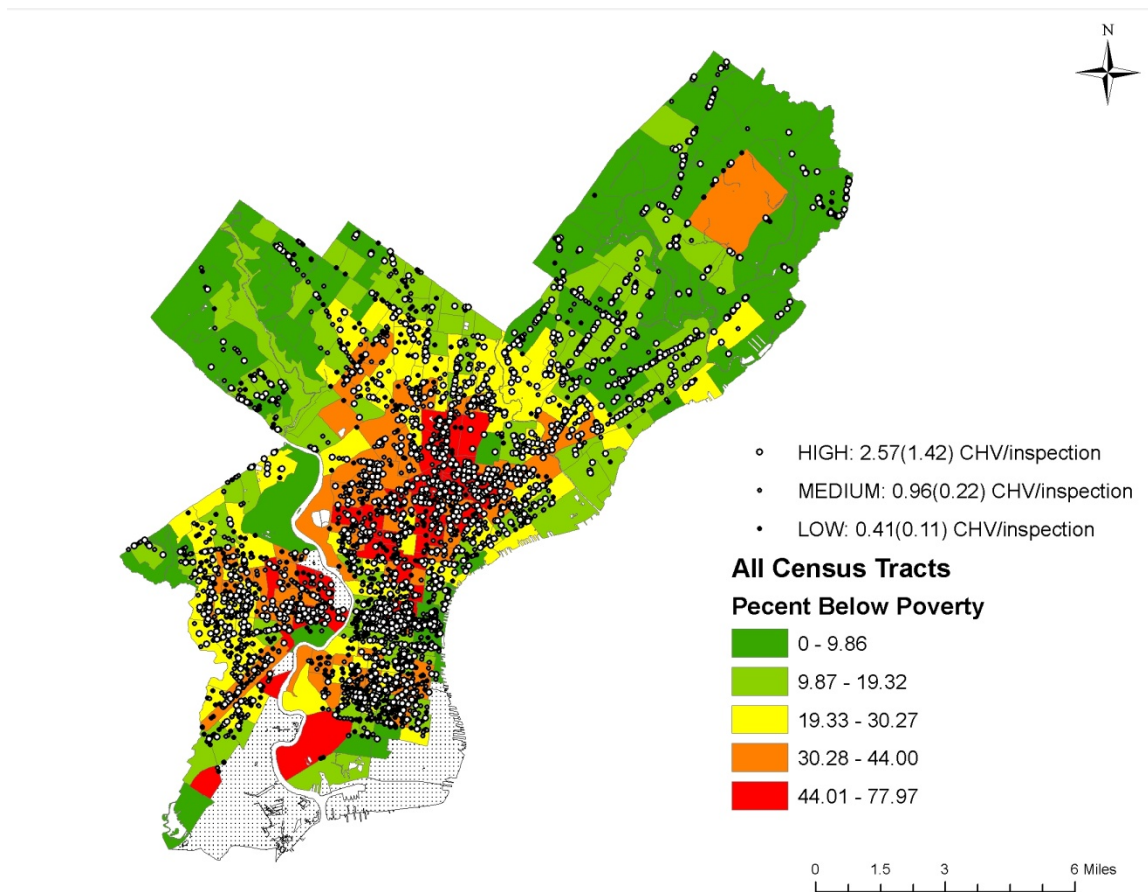 N
HIGH: 2.57(1.42) CHV/inspection
MEDIUM: 0.96(0.22) CHV/inspection
LOW: 0.41(0.11) CHV/inspection
All Census Tracts
Pecent Below Poverty
0 - 9.86
9.87 - 19.32
19.33 - 30.27
30.28 - 44.00
44.01 - 77.97
0 1.5 3 6 Miles